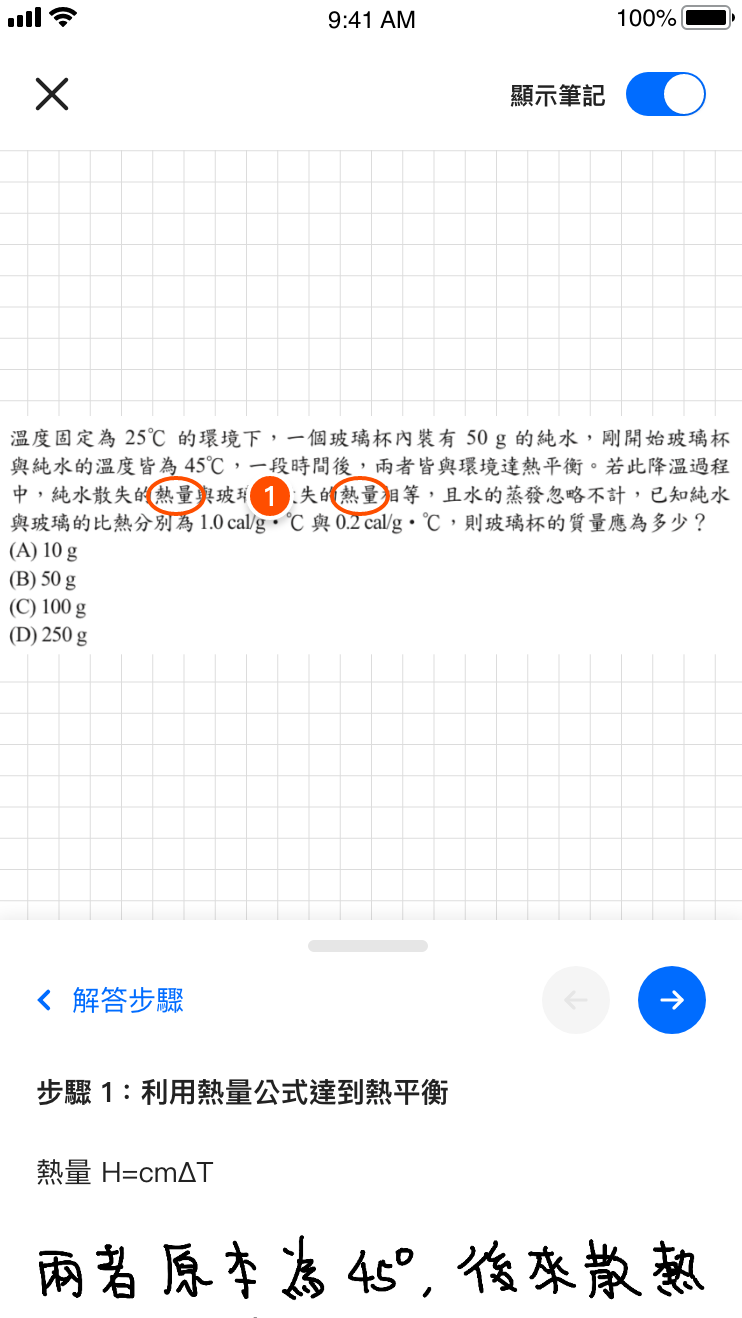 9:41 AM
100%
顯示筆記
溫度固定為 25℃ 的環境下，一個玻璃杯內裝有 50 g 的純水，剛開始玻璃杯
與純水的溫度皆為 45℃，一段時間後，兩者皆與環境達熱平衡。若此降溫過程
中，純水散失的熱量與玻 1 失的熱量相等，且水的蒸發忽略不計，已知純水
與玻璃的比熱分別為 1.0 cal/g・℃ 與 0.2 cal/g・℃，則玻璃杯的質量應為多少？
(A) 10 g
(B) 50 g
(C) 100 g
(D) 250 g
解答步驟
步驟 1：利用熱量公式達到熱平衡
熱量 H=cmΔT
兩者原本為 45°, 後來散熱